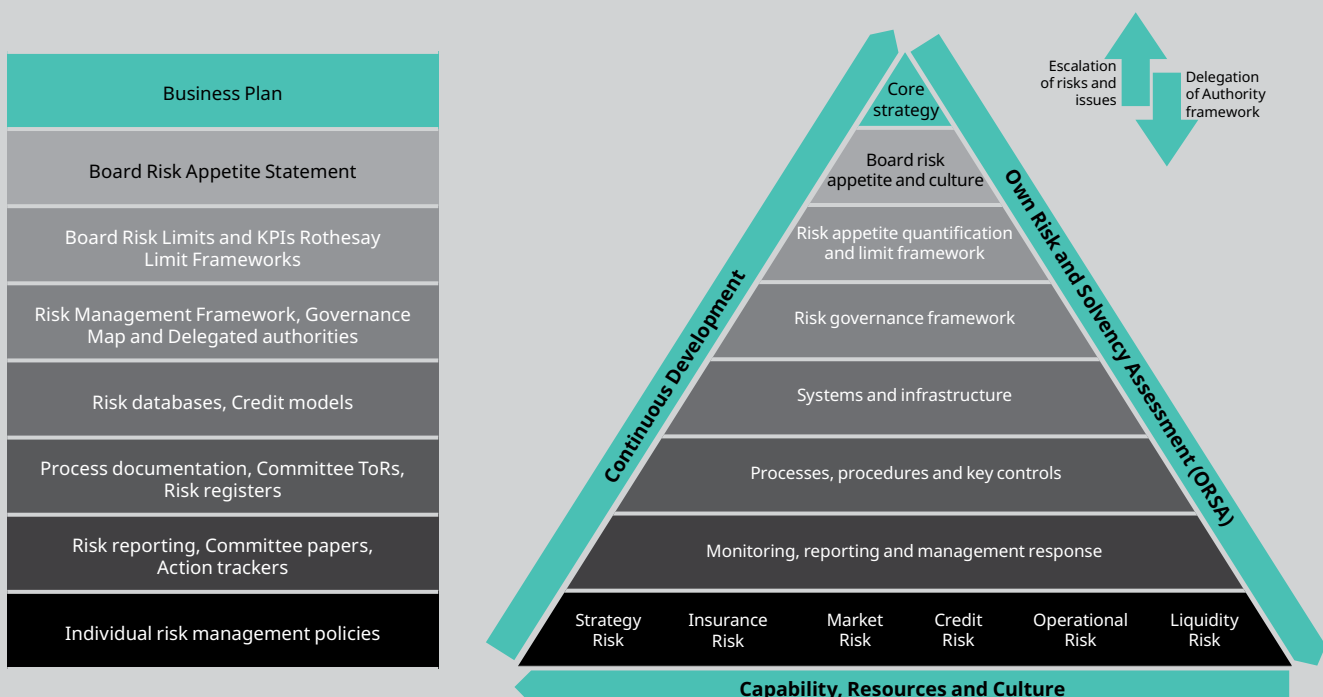 Business Plan
Board Risk Appetite Statement
Board Risk Limits and KPIs Rothesay
Limit Frameworks
Risk Management Framework, Governance
Map and Delegated authorities
Risk databases, Credit models
Process documentation, Committee ToRs,
Risk registers
Risk reporting, Committee papers,
Action trackers
Individual risk management policies
Continuous Development
Core
strategy
Board risk
appetite and culture
Risk appetite quantification
and limit framework
Risk governance framework
Systems and infrastructure
Processes, procedures and key controls
Monitoring, reporting and management response
Strategy
Risk
Insurance
Risk
Market
Risk
Credit
Risk
Operational
Risk
Liquidity
Risk
Own Risk and Solvency Assessment (ORSA)
Capability, Resources and Culture
Escalation
of risks and
issues
Delegation
of Authority
framework